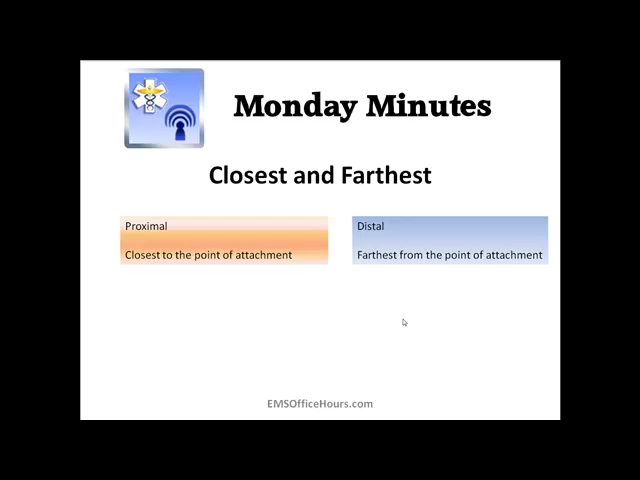 Monday Minutes
Closest and Farthest
Proximal
Closest to the point of attachment
Distal
Farthest from the point of attachment
EMSOfficeHours.com